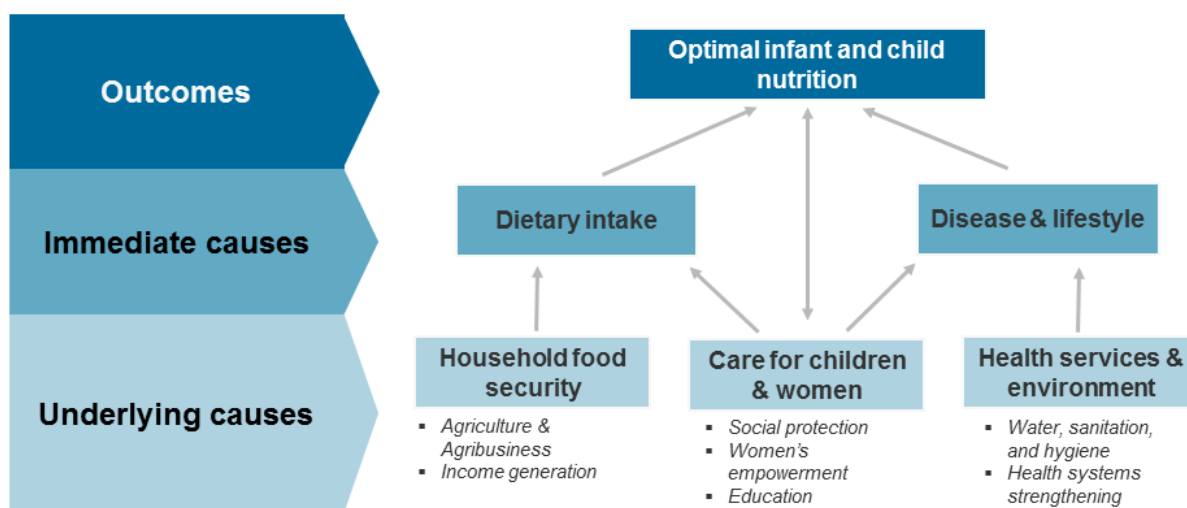 Outcomes
Optimal infant and child
nutrition
Immediate causes
Dietary intake
Disease & lifestyle
Underlying causes
Household food
security
▪ Agriculture &
Agribusiness
▪ Income generation
Care for children
& women
▪ Social protection
▪ Women's
empowerment
▪ Education
Health services &
environment
▪ Water, sanitation,
and hygiene
▪ Health systems
strengthening